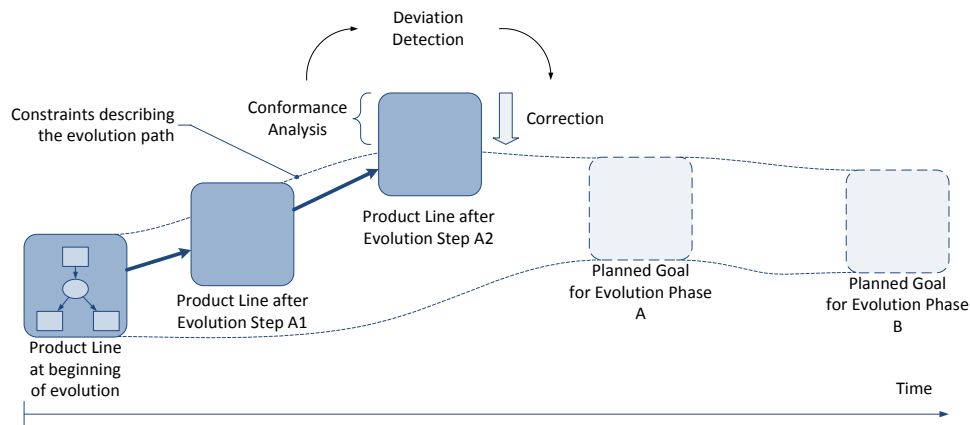 Deviation
Detection
Conformance
Analysis
Correction
Constraints describing
the evolution path
Product Line after
Evolution Step A2
Product Line after
Evolution Step A1
Planned Goal
for Evolution Phase
A
Planned Goal
for Evolution Phase
B
Product Line
at beginning
of evolution
Time